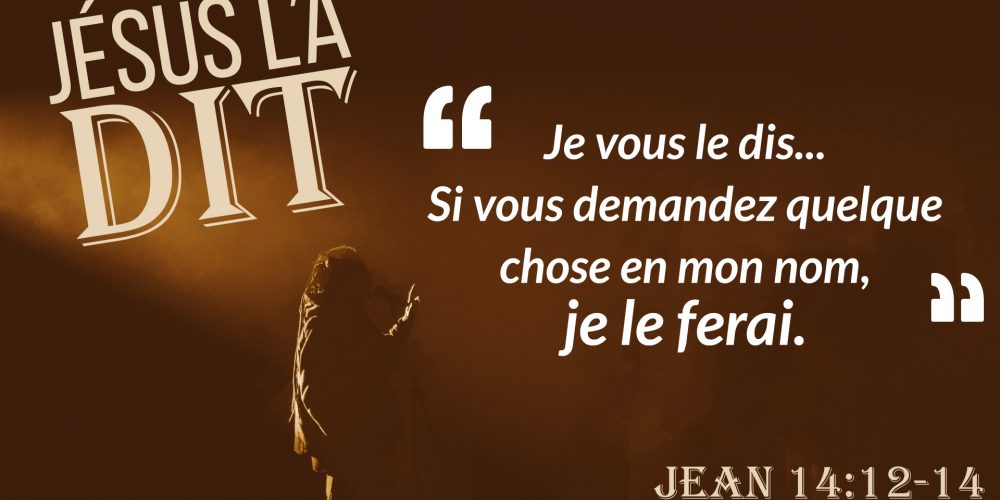 JÉSUS L'A
DIT
“ Je vous le dis...
Si vous demandez quelque
chose en mon nom,
je le ferai. ”
JEAN 14:12-14